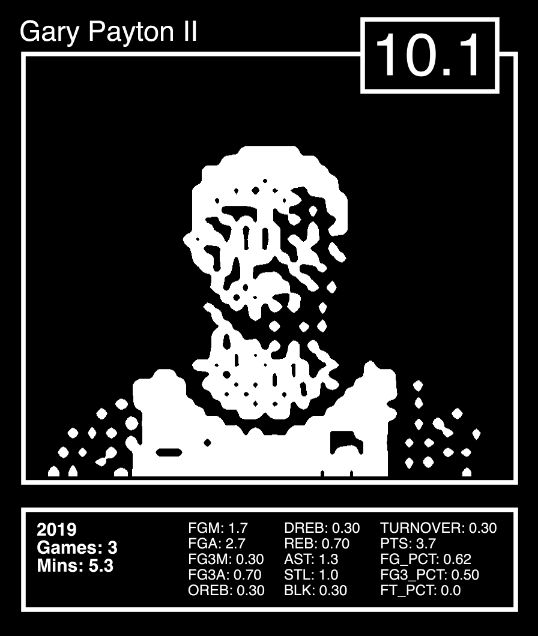 Gary Payton II
10.1
2019
Games: 3
Mins: 5.3
FGM: 1.7
FGA: 2.7
FG3M: 0.30
FG3A: 0.70
OREB: 0.30
DREB: 0.30
REB: 0.70
AST: 1.3
STL: 1.0
BLK: 0.30
TURNOVER: 0.30
PTS: 3.7
FG_PCT: 0.62
FG3_PCT: 0.50
FT_PCT: 0.0